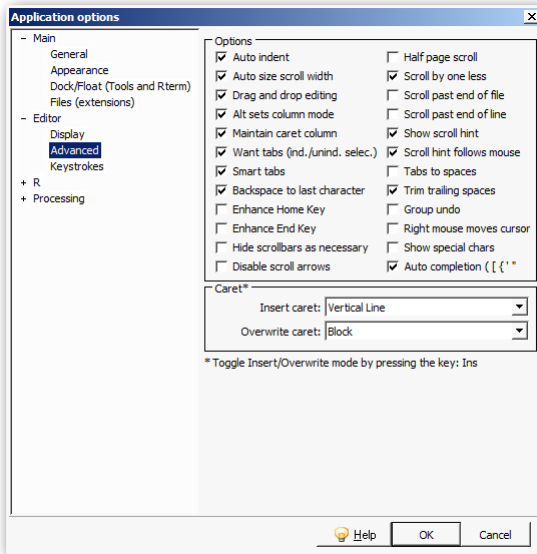 Application options
- Main
General
Appearance
Dock/Float (Tools and Rterm)
Files (extensions)
- Editor
Display
Advanced
Keystrokes
+ R
+ Processing
Options
Auto indent
Auto size scroll width
Drag and drop editing
Alt sets column mode
Maintain caret column
Want tabs (ind./unind. selec.)
Smart tabs
Backspace to last character
Enhance Home Key
Enhance End Key
Hide scrollbars as necessary
Disable scroll arrows
Half page scroll
Scroll by one less
Scroll past end of file
Scroll past end of line
Show scroll hint
Scroll hint follows mouse
Tabs to spaces
Trim trailing spaces
Group undo
Right mouse moves cursor
Show special chars
Auto completion ( [ { ' "
Caret*
Insert caret: Vertical Line
Overwrite caret: Block
* Toggle Insert/Overwrite mode by pressing the key: Ins
Help OK Cancel